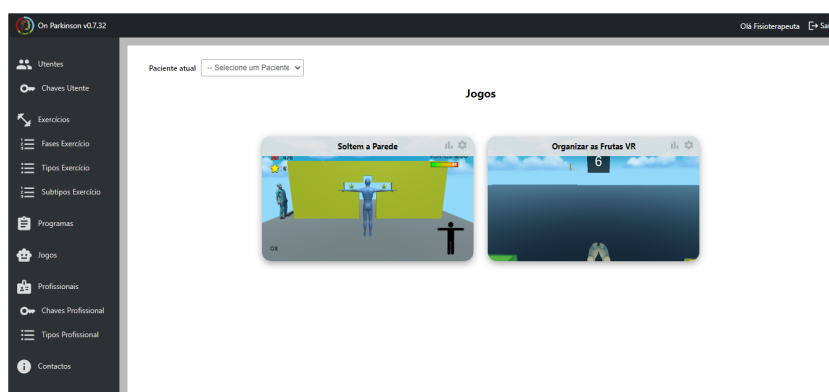 On Parkinson v0.7.32
Olá Fisioterapeuta
Utentes
Chaves Utente
Exercícios
Fases Exercício
Tipos Exercício
Subtipos Exercício
Programas
Jogos
Profissionais
Chaves Profissional
Tipos Profissional
Contactos
Paciente atual
-- Selecione um Paciente
Jogos
Soltem a Parede
Organizar as Frutas VR
6